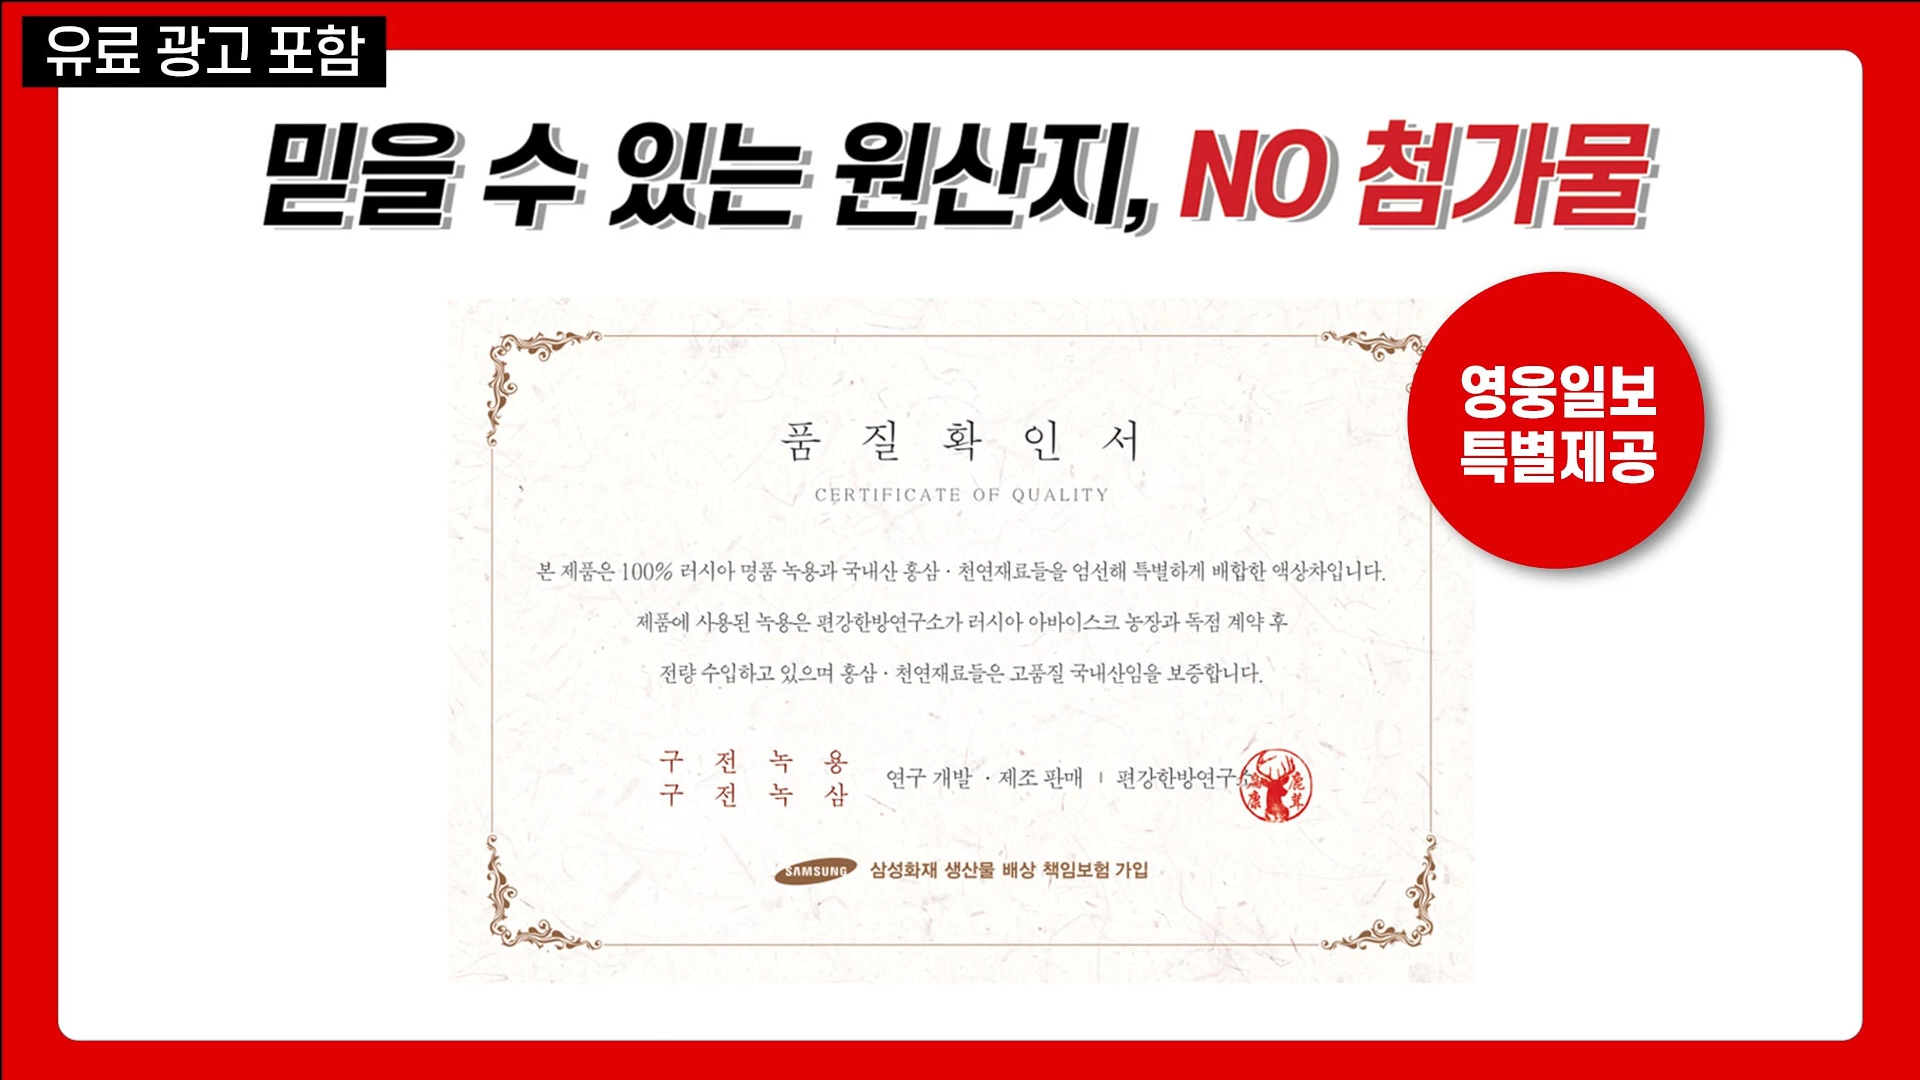 유료 광고 포함
믿을 수 있는 원산지, NO 첨가물
영웅일보
특별제공
품질확인서
CERTIFICATE OF QUALITY
본 제품은 100% 러시아 명품 녹용과 국내산 홍삼 · 천연재료들을 엄선해 특별하게 배합한 액상차입니다.
제품에 사용된 녹용은 편강한방연구소가 러시아 아바이스크 농장과 독점 계약 후
전량 수입하고 있으며 홍삼 · 천연재료들은 고품질 국내산임을 보증합니다.
구전녹용
구전녹삼
연구 개발 · 제조 판매 | 편강한방연구소
鹿
康 茸
SAMSUNG 삼성화재 생산물 배상 책임보험 가입